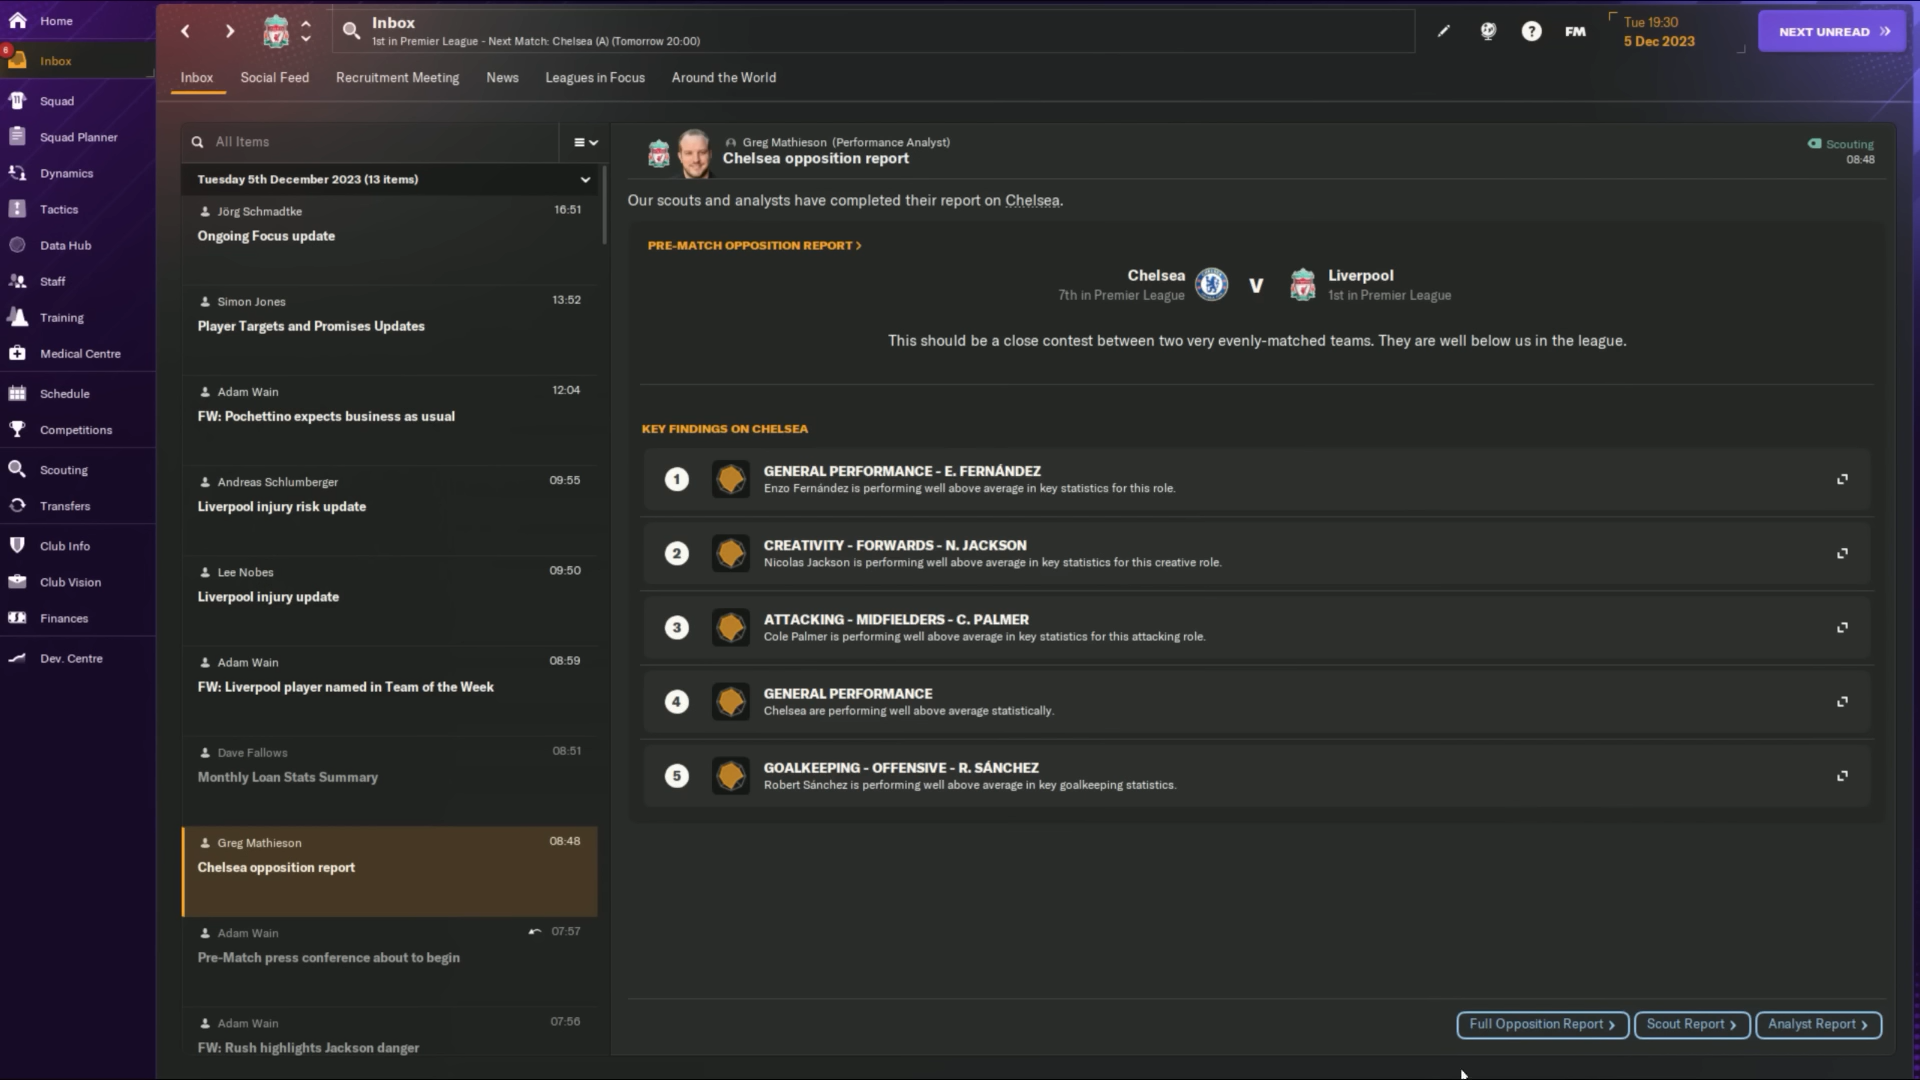 Home
6
Inbox
Squad
Squad Planner
Dynamics
Tactics
Data Hub
Staff
Training
Medical Centre
Schedule
Competitions
Scouting
Transfers
Club Info
Club Vision
Finances
Dev. Centre
Inbox
1st in Premier League - Next Match: Chelsea (A) (Tomorrow 20:00)
?
FM
Tue 19:30
5 Dec 2023
NEXT UNREAD
Inbox Social Feed Recruitment Meeting News Leagues in Focus Around the World
All Items
Tuesday 5th December 2023 (13 items)
Jörg Schmadtke 16:51
Ongoing Focus update
Simon Jones 13:52
Player Targets and Promises Updates
Adam Wain 12:04
FW: Pochettino expects business as usual
Andreas Schlumberger 09:55
Liverpool injury risk update
Lee Nobes 09:50
Liverpool injury update
Adam Wain 08:59
FW: Liverpool player named in Team of the Week
Dave Fallows 08:51
Monthly Loan Stats Summary
Greg Mathieson 08:48
Chelsea opposition report
Adam Wain 07:57
Pre-Match press conference about to begin
Adam Wain 07:56
FW: Rush highlights Jackson danger
Greg Mathieson (Performance Analyst)
Chelsea opposition report
Scouting
08:48
Our scouts and analysts have completed their report on Chelsea.
PRE-MATCH OPPOSITION REPORT >
Chelsea V Liverpool
7th in Premier League 1st in Premier League
This should be a close contest between two very evenly-matched teams. They are well below us in the league.
KEY FINDINGS ON CHELSEA
1 GENERAL PERFORMANCE - E. FERNÁNDEZ
Enzo Fernández is performing well above average in key statistics for this role.
2 CREATIVITY - FORWARDS - N. JACKSON
Nicolas Jackson is performing well above average in key statistics for this creative role.
3 ATTACKING - MIDFIELDERS - C. PALMER
Cole Palmer is performing well above average in key statistics for this attacking role.
4 GENERAL PERFORMANCE
Chelsea are performing well above average statistically.
5 GOALKEEPING - OFFENSIVE - R. SÁNCHEZ
Robert Sánchez is performing well above average in key goalkeeping statistics.
Full Opposition Report > Scout Report > Analyst Report >